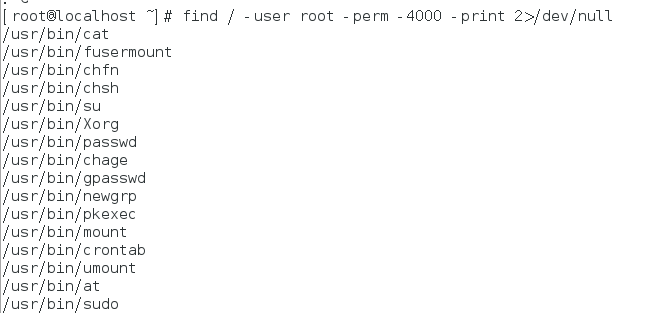 [root@localhost ~]# find / -user root -perm -4000 -print 2>/dev/null
/usr/bin/cat
/usr/bin/fusermount
/usr/bin/chfn
/usr/bin/chsh
/usr/bin/su
/usr/bin/Xorg
/usr/bin/passwd
/usr/bin/chage
/usr/bin/gpasswd
/usr/bin/newgrp
/usr/bin/pkexec
/usr/bin/mount
/usr/bin/crontab
/usr/bin/umount
/usr/bin/at
/usr/bin/sudo